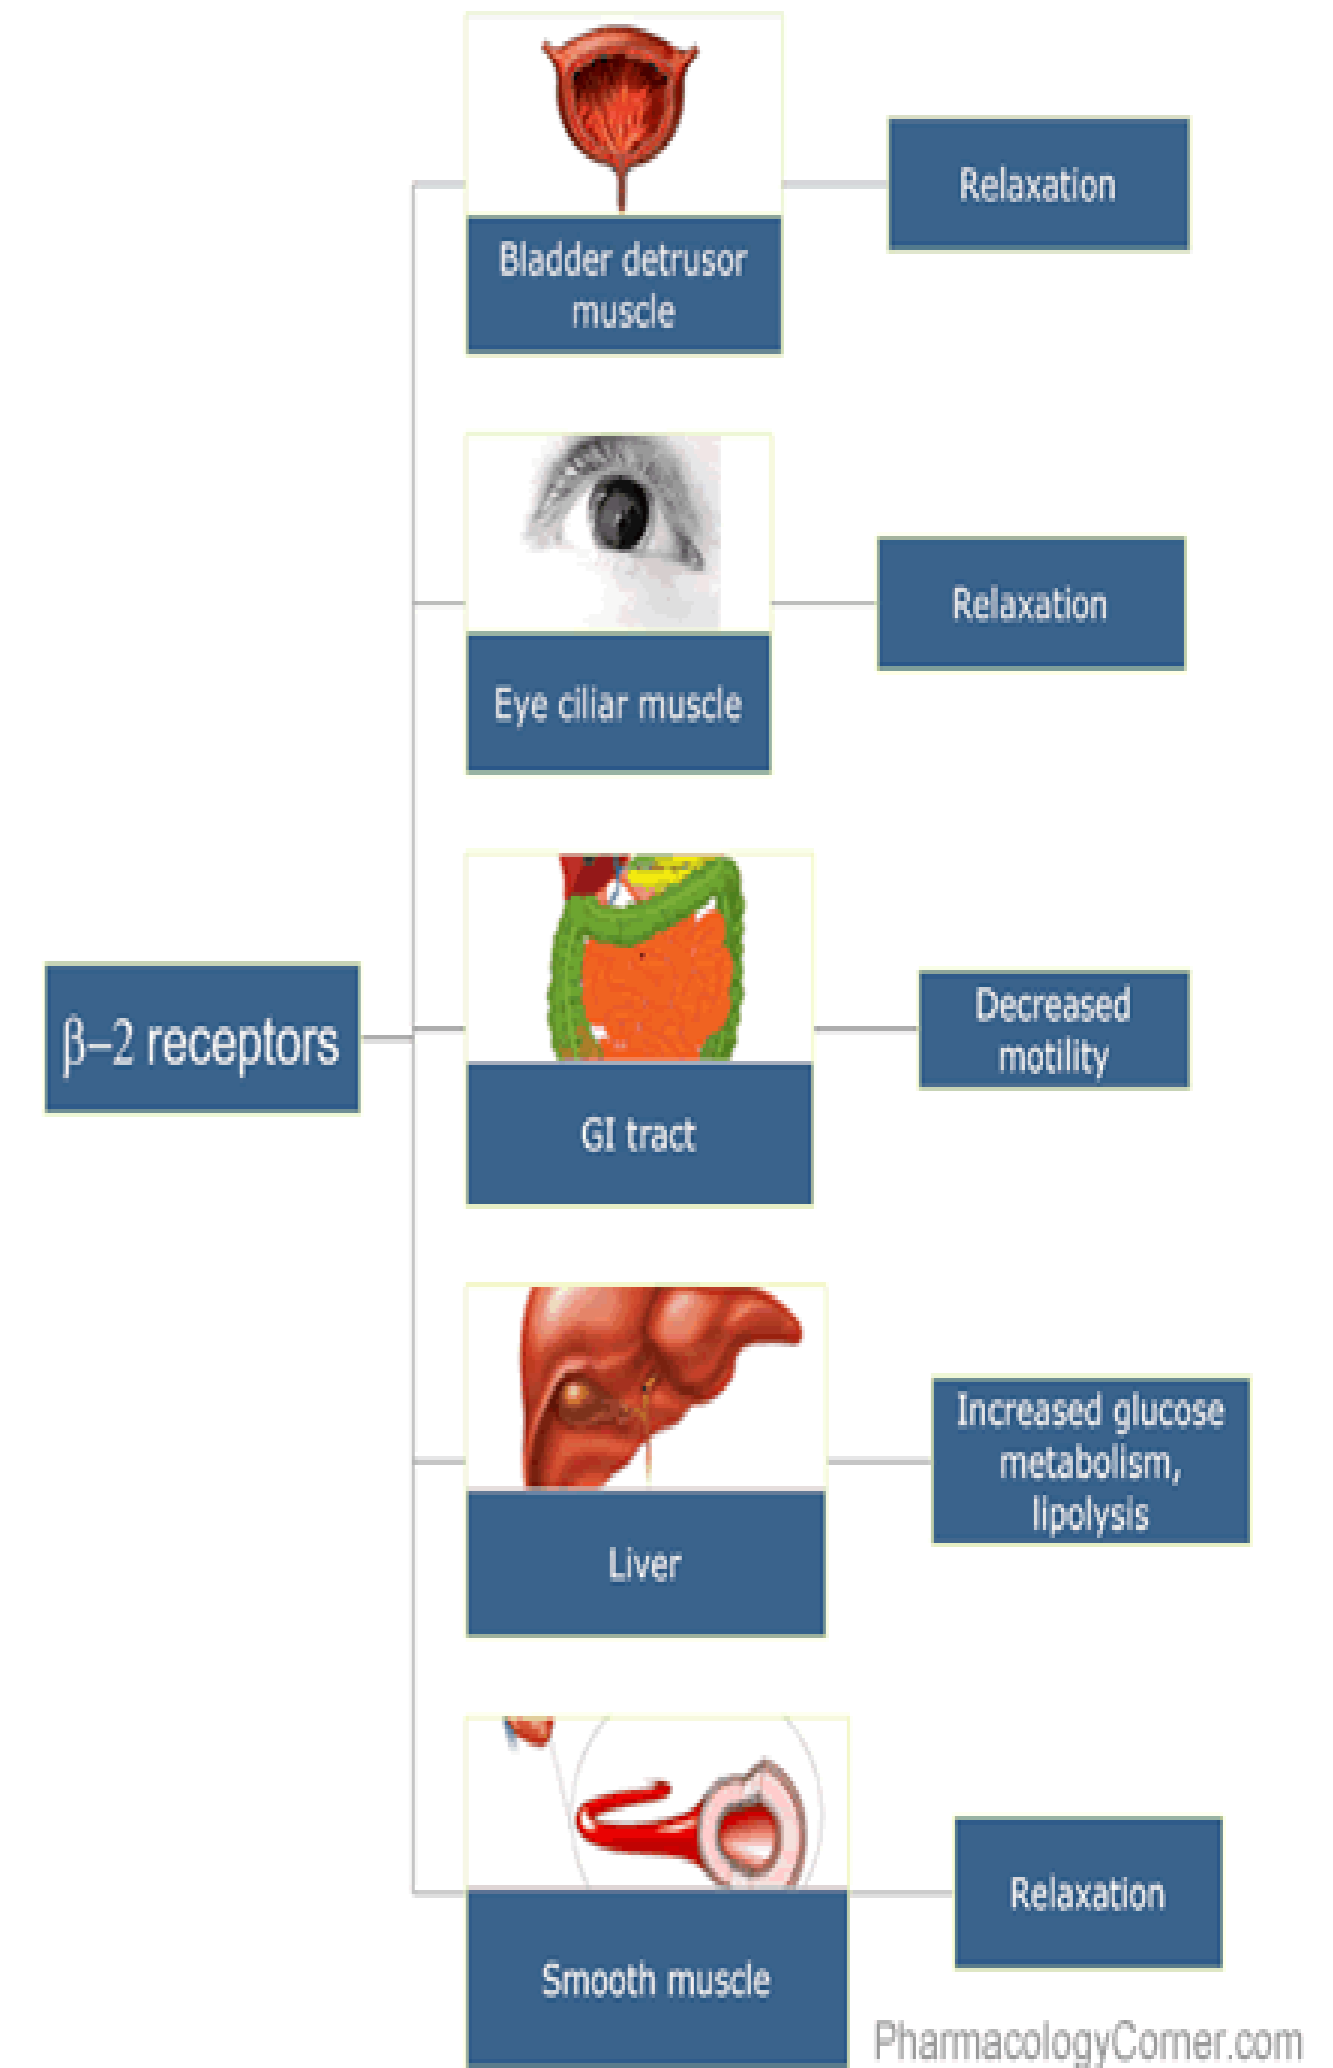 Bladder detrusor
muscle
Relaxation
Eye ciliar muscle
Relaxation
β–2 receptors
GI tract
Decreased
motility
Liver
Increased glucose
metabolism,
lipolysis
Smooth muscle
Relaxation
PharmacologyCorner.com